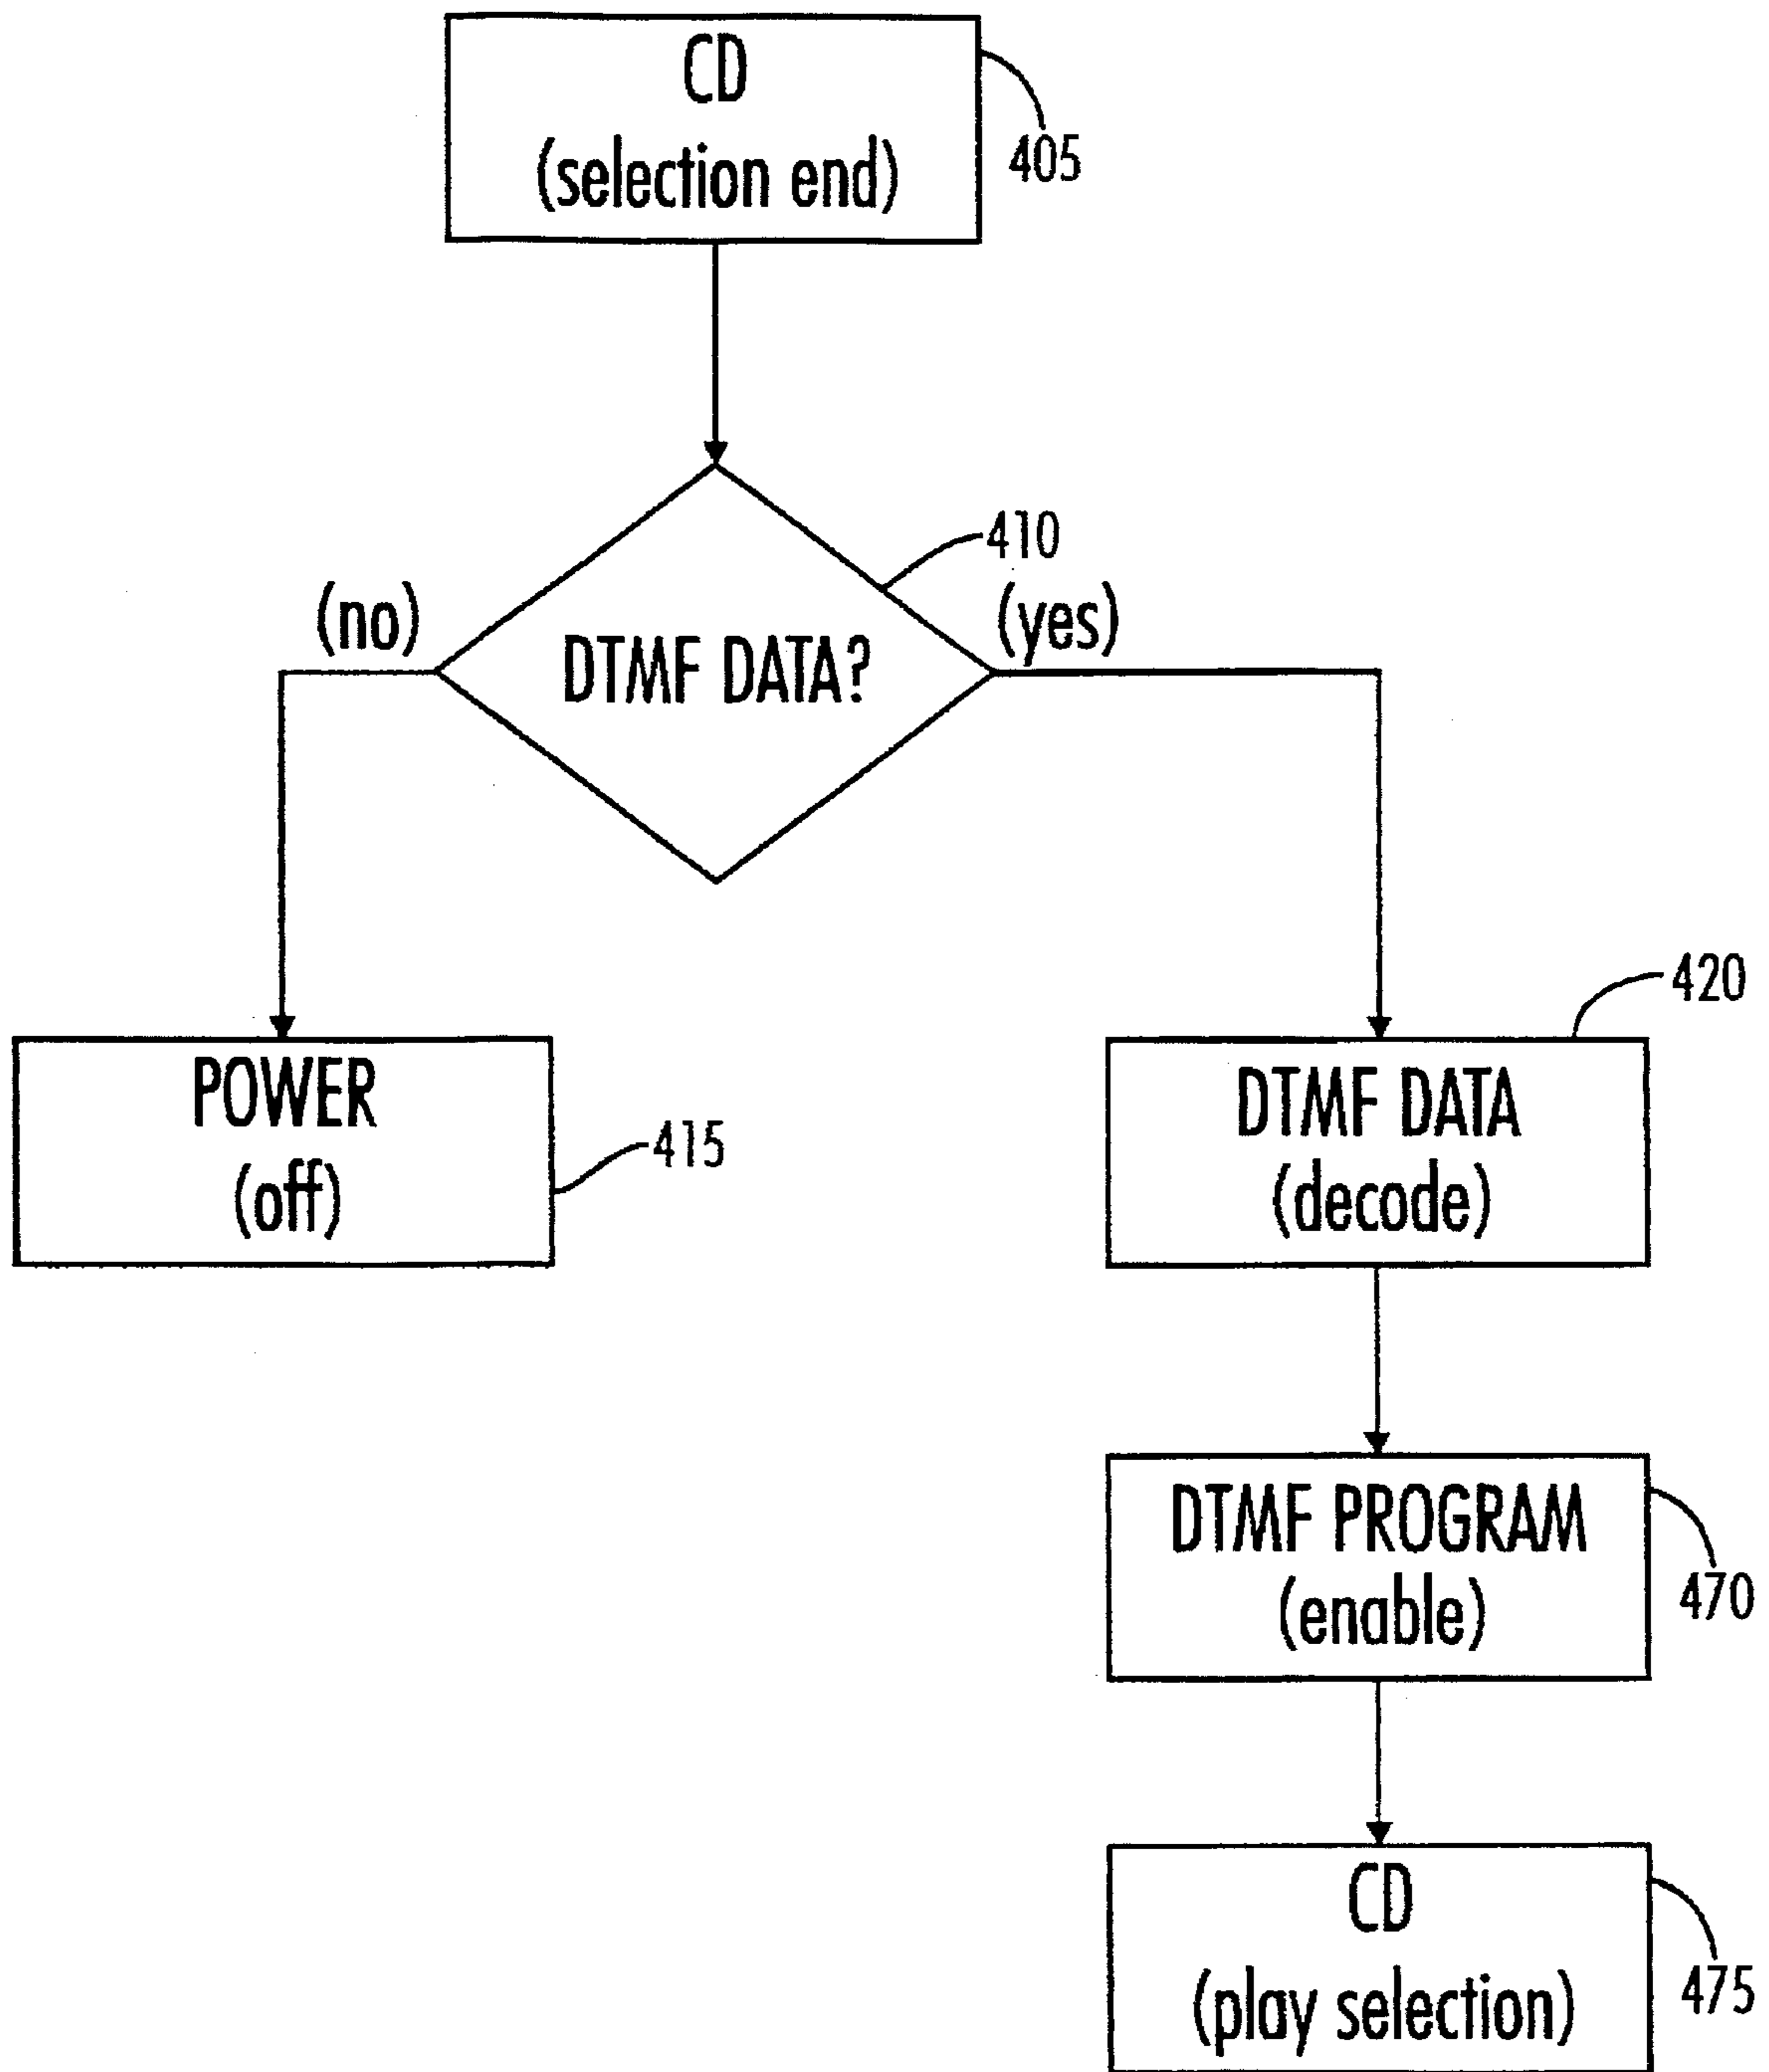 CD
(selection end)
405
410
(no)
(yes)
DTMF DATA?
420
POWER
(off)
415
DTMF DATA
(decode)
DTMF PROGRAM
(enable)
470
CD
(play selection)
475